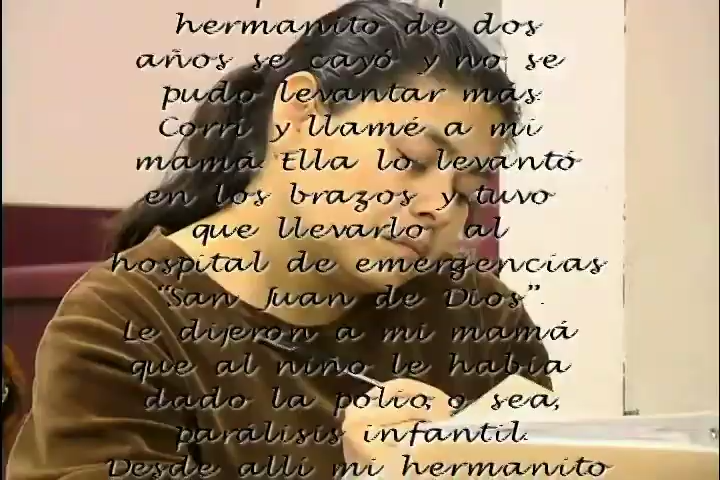 hermanito de dos
años se cayó y no se
pudo levantar más.
Corrí y llamé a mi
mamá. Ella lo levantó
en los brazos y tuvo
que llevarlo al
hospital de emergencias
"San Juan de Dios".
Le dijeron a mi mamá
que al niño le había
dado la polio, o sea,
parálisis infantil.
Desde allí mi hermanito